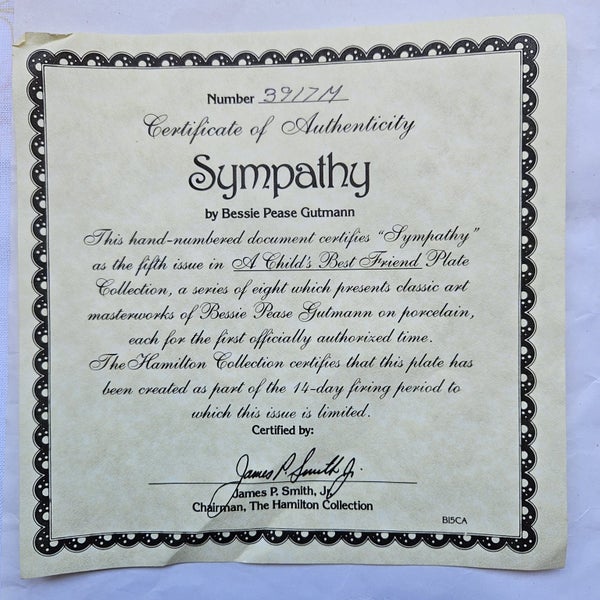 Number 3917M
Certificate of Authenticity
Sympathy
by Bessie Pease Gutmann
This hand-numbered document certifies "Sympathy"
as the fifth issue in A Child's Best Friend Plate
Collection, a series of eight which presents classic art
masterworks of Bessie Pease Gutmann on porcelain,
each for the first officially authorized time.
The Hamilton Collection certifies that this plate has
been created as part of the 14-day firing period to
which this issue is limited.
Certified by:
James P. Smith Jr.
James P. Smith, Jr.
Chairman, The Hamilton Collection
B15CA